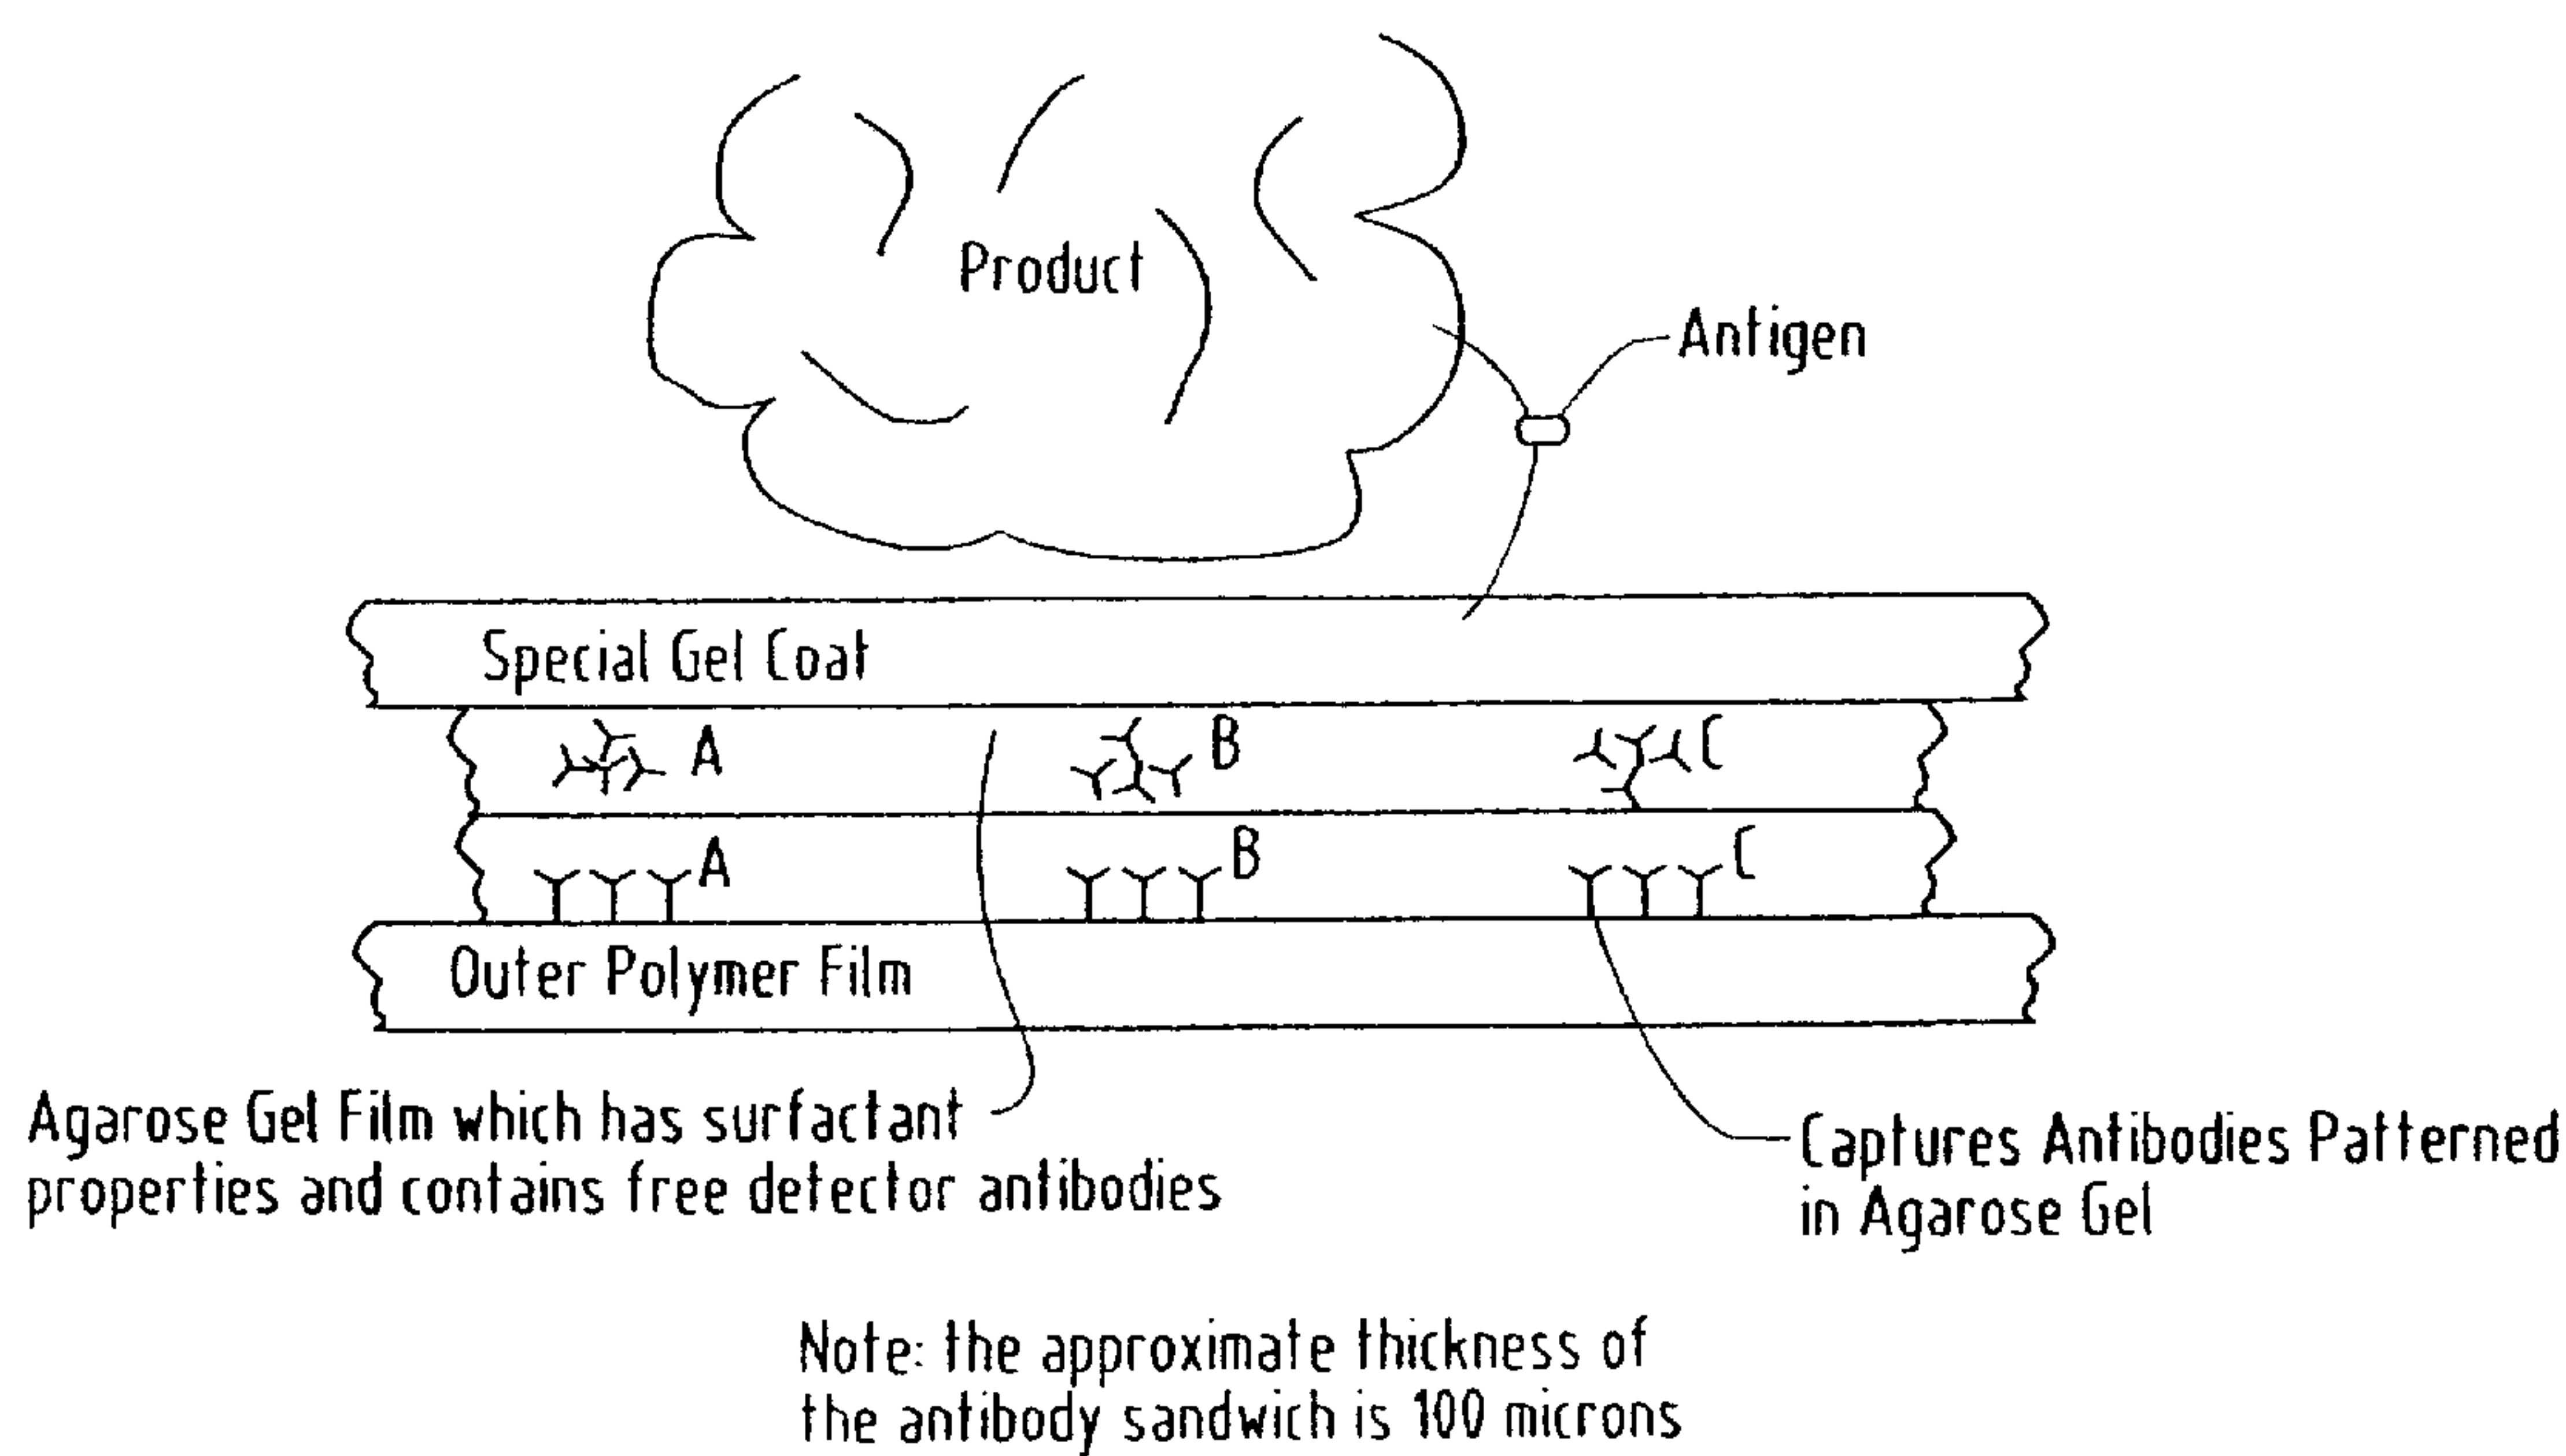 Product
Antigen
Special Gel Coat
A
B
C
A
B
C
Outer Polymer Film
Agarose Gel Film which has surfactant
properties and contains free detector antibodies
Captures Antibodies Patterned
in Agarose Gel
Note: the approximate thickness of
the antibody sandwich is 100 microns